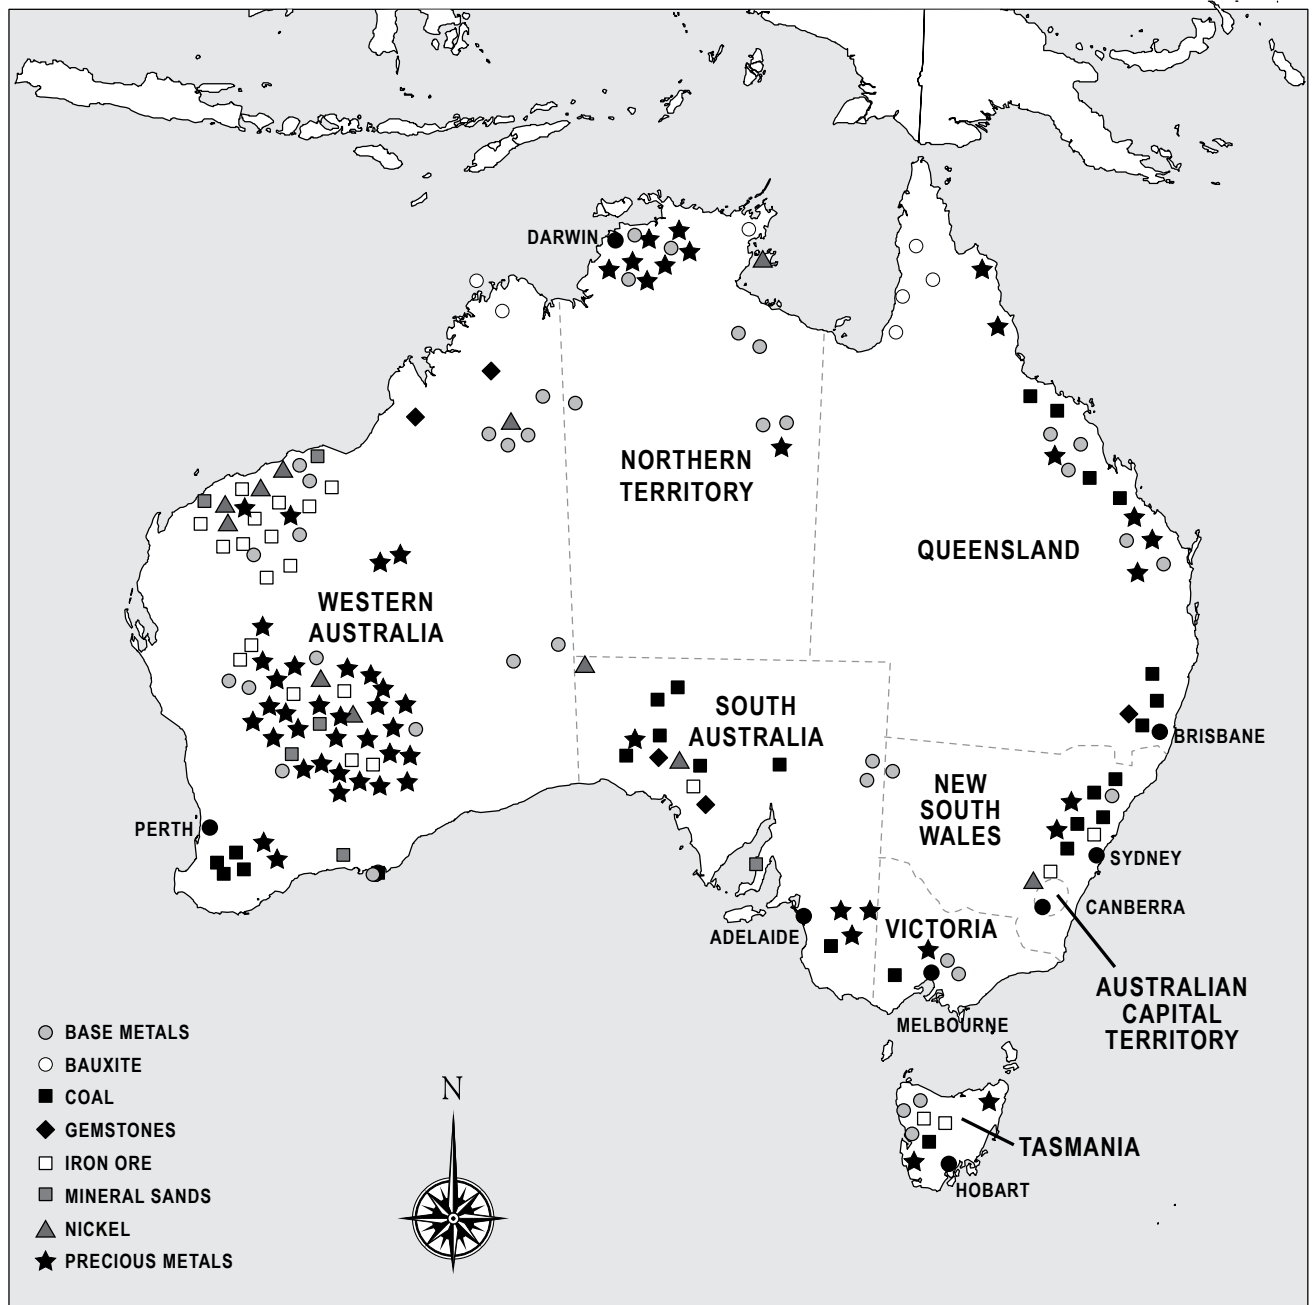 DARWIN
NORTHERN
TERRITORY
QUEENSLAND
WESTERN
AUSTRALIA
SOUTH
AUSTRALIA
BRISBANE
NEW
SOUTH
WALES
PERTH
SYDNEY
CANBERRA
ADELAIDE
VICTORIA
AUSTRALIAN
CAPITAL
TERRITORY
MELBOURNE
BASE METALS
BAUXITE
COAL
GEMSTONES
IRON ORE
MINERAL SANDS
NICKEL
PRECIOUS METALS
N
TASMANIA
HOBART